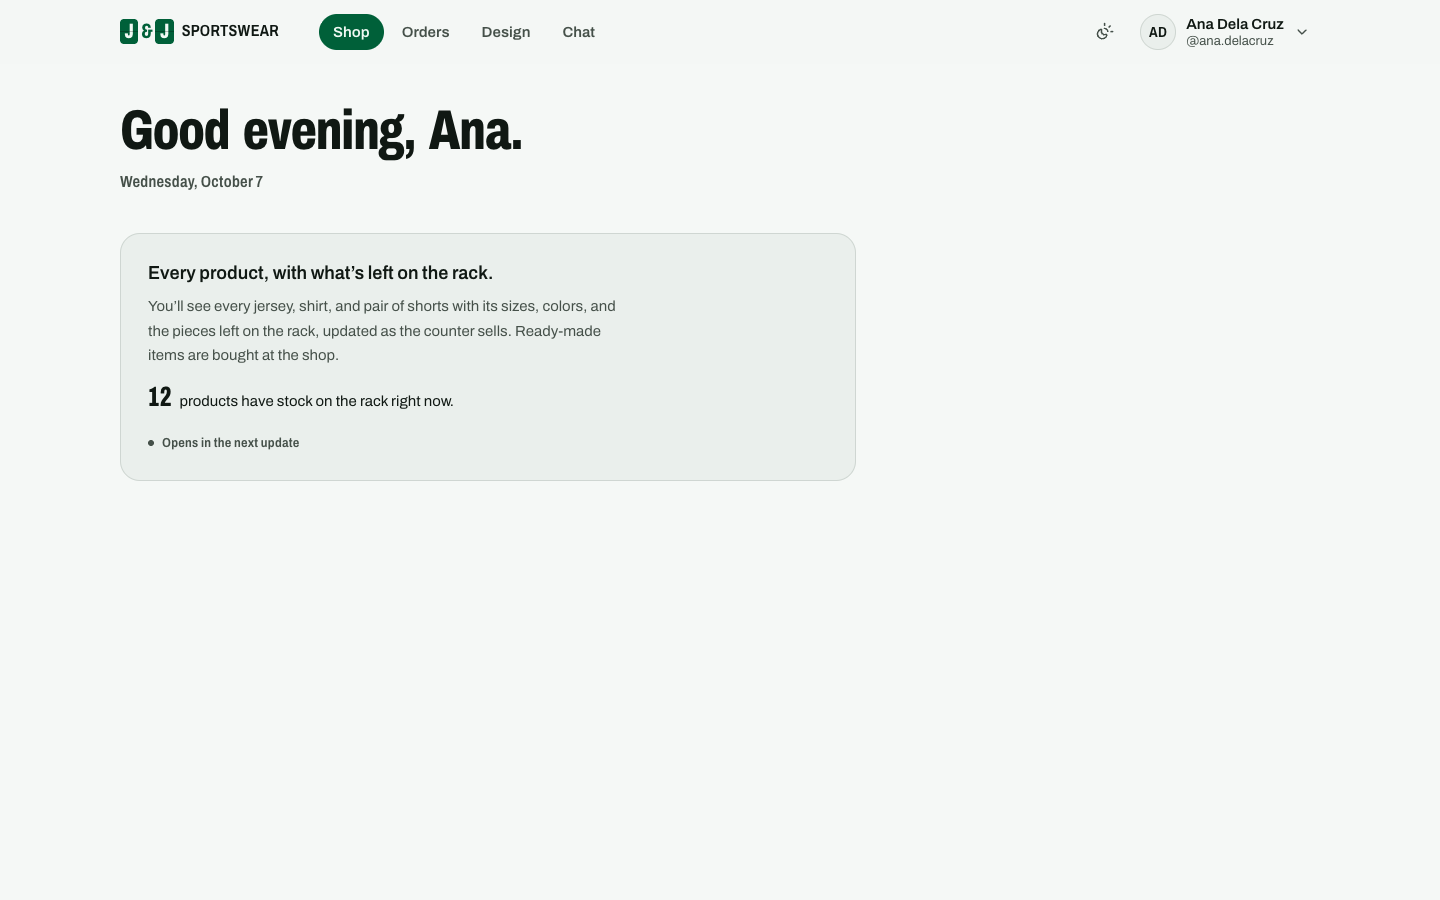 J & J SPORTSWEAR
Shop
Orders
Design
Chat
AD
Ana Dela Cruz
@ana.delacruz
Good evening, Ana.
Wednesday, October 7
Every product, with what’s left on the rack.
You’ll see every jersey, shirt, and pair of shorts with its sizes, colors, and
the pieces left on the rack, updated as the counter sells. Ready-made
items are bought at the shop.
12 products have stock on the rack right now.
Opens in the next update